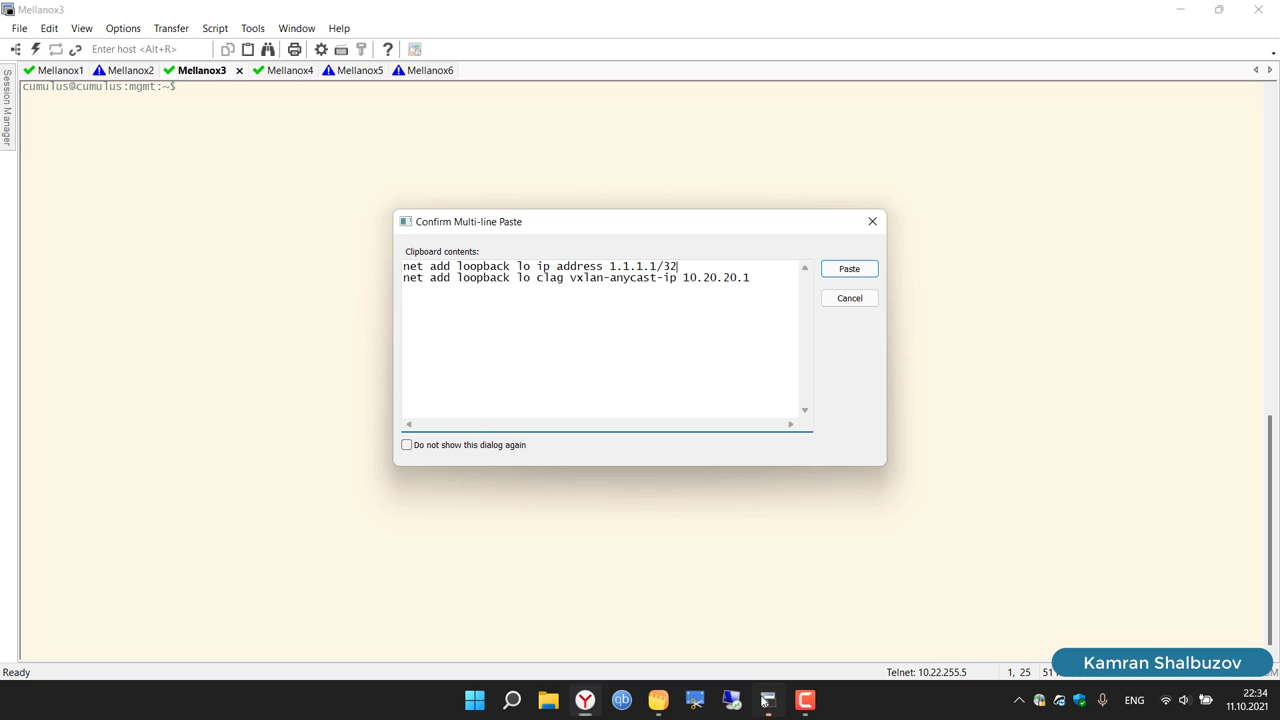 Mellanox3
File Edit View Options Transfer Script Tools Window Help
Enter host <Alt+R>
Mellanox1 Mellanox2 Mellanox3 Mellanox4 Mellanox5 Mellanox6
Session Manager
cumulus@cumulus:mgmt:~$
Confirm Multi-line Paste
Clipboard contents:
net add loopback lo ip address 1.1.1.1/32
net add loopback lo clag vxlan-anycast-ip 10.20.20.1
Paste
Cancel
Do not show this dialog again
Kamran Shalbuzov
Ready
Telnet: 10.22.255.5
1, 25
ENG
22:34
11.10.2021